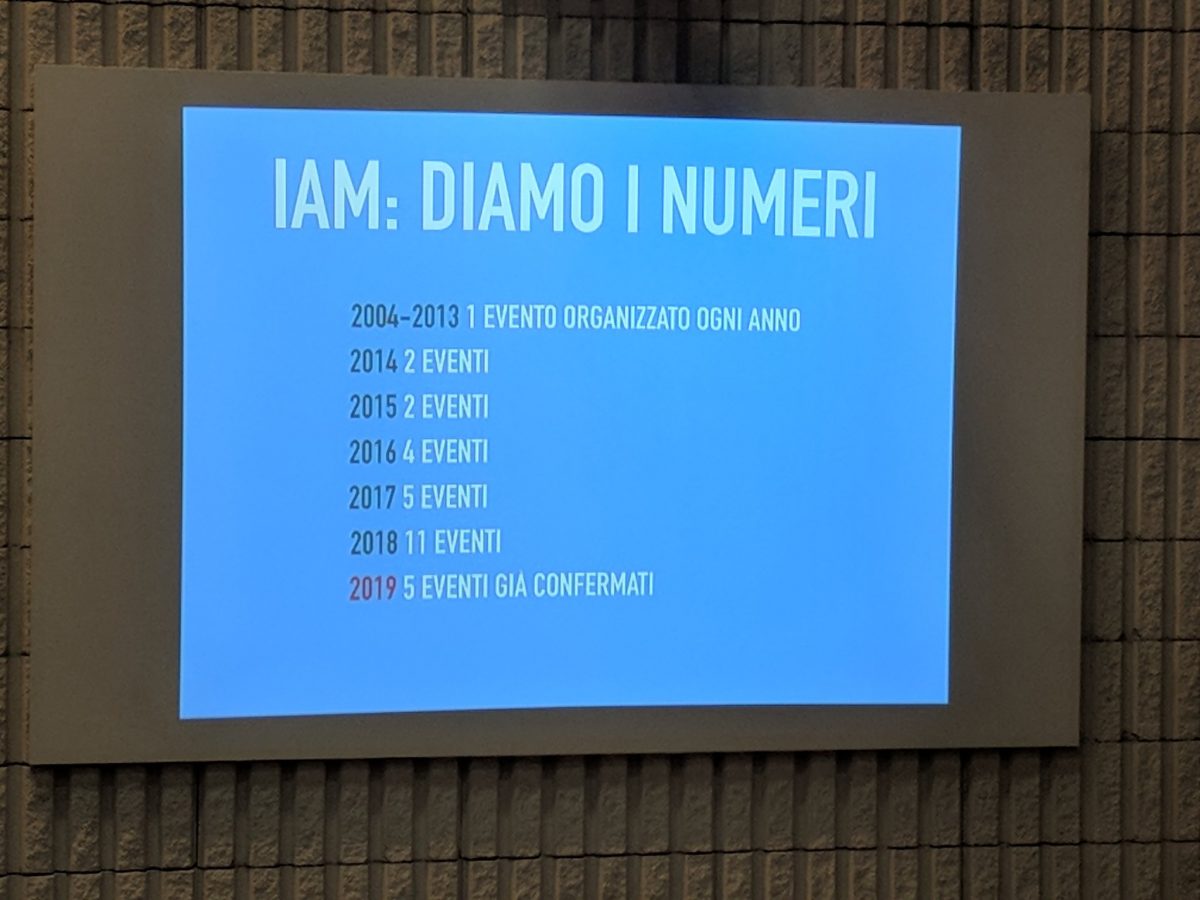 IAM: DIAMO I NUMERI
2004-2013 1 EVENTO ORGANIZZATO OGNI ANNO
2014 2 EVENTI
2015 2 EVENTI
2016 4 EVENTI
2017 5 EVENTI
2018 11 EVENTI
2019 5 EVENTI GIÀ CONFERMATI